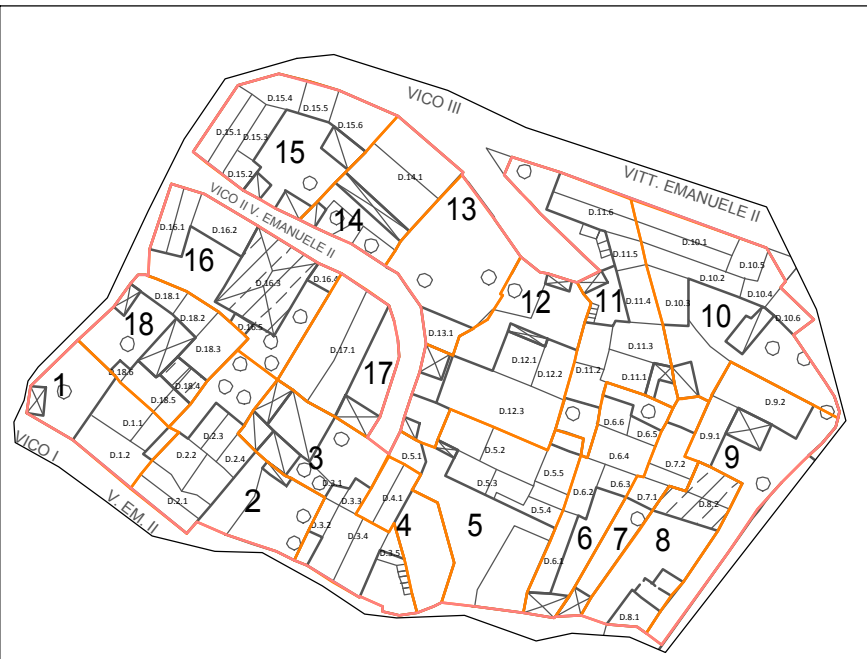 VICO III
VITT. EMANUELE II
VICO II V. EMANUELE II
VICO I
V. EM. II
15
D.15.4
D.15.5
D.15.1
D.15.3
D.15.6
D.15.2
14
D.14.1
13
D.13.1
16
D.16.1
D.16.2
D.16.3
D.16.4
D.16.5
18
D.18.1
D.18.2
D.18.3
D.18.4
D.18.5
D.18.6
17
D.17.1
1
D.1.1
D.1.2
2
D.2.3
D.2.2
D.2.4
D.2.1
3
D.3.1
D.3.3
D.3.2
D.3.4
D.3.5
4
D.4.1
5
D.5.1
D.5.2
D.5.3
D.5.5
D.5.4
6
D.6.6
D.6.5
D.6.4
D.6.3
D.6.2
D.6.1
7
D.7.2
D.7.1
8
D.8.2
D.8.1
9
D.9.2
D.9.1
10
D.10.1
D.10.5
D.10.2
D.10.4
D.10.3
D.10.6
11
D.11.6
D.11.5
D.11.4
D.11.3
D.11.2
D.11.1
12
D.12.1
D.12.2
D.12.3